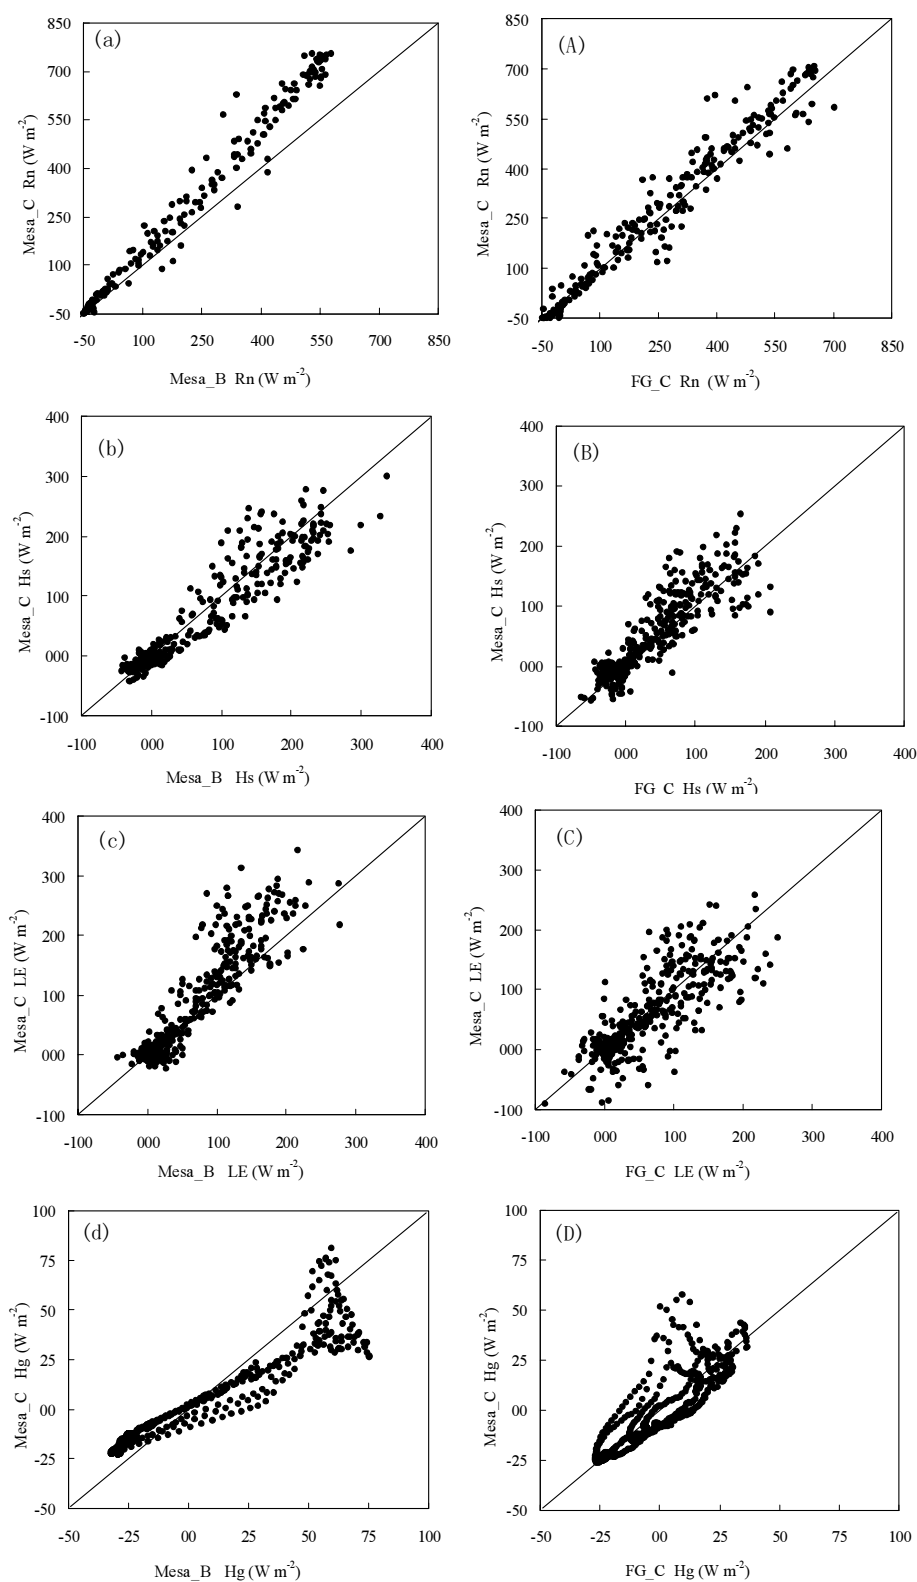 850
(a)
700
550
400
250
100
-50
Mesa_C Rn (W m-2)
-50 100 250 400 550 700 850
Mesa_B Rn (W m-2)
850
(A)
700
550
400
250
100
-50
Mesa_C Rn (W m-2)
-50 100 250 400 550 700 850
FG_C Rn (W m-2)
400
(b)
300
200
100
000
-100
Mesa_C Hs (W m-2)
-100 000 100 200 300 400
Mesa_B Hs (W m-2)
400
(B)
300
200
100
000
-100
Mesa_C Hs (W m-2)
-100 000 100 200 300 400
FG C Hs (W m-2)
400
(c)
300
200
100
000
-100
Mesa_C LE (W m-2)
-100 000 100 200 300 400
Mesa_B LE (W m-2)
400
(C)
300
200
100
000
-100
Mesa_C LE (W m-2)
-100 000 100 200 300 400
FG_C LE (W m-2)
100
(d)
75
50
25
00
-25
-50
Mesa_C Hg (W m-2)
-50 -25 00 25 50 75 100
Mesa_B Hg (W m-2)
100
(D)
75
50
25
00
-25
-50
Mesa_C Hg (W m-2)
-50 -25 00 25 50 75 100
FG_C Hg (W m-2)